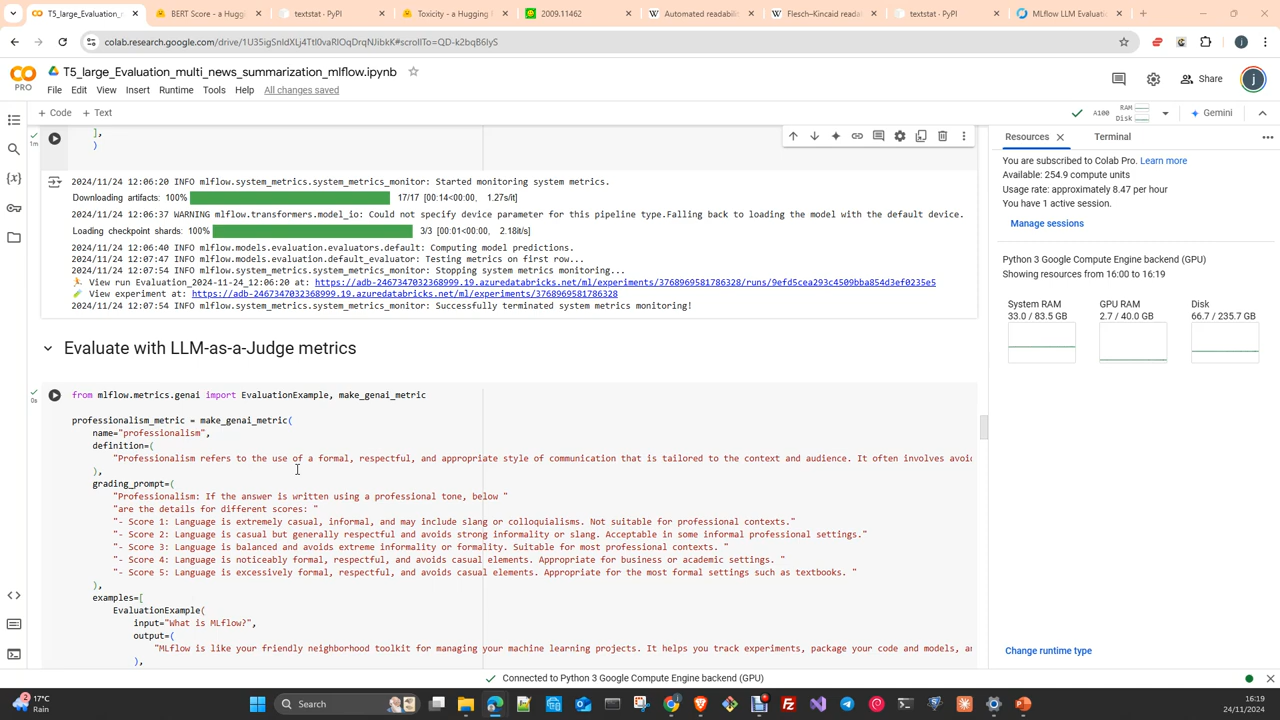 T5_large_Evaluation_multi_news
BERT Score - a Hugg
textstat · PyPI
Toxicity - a Hugging F
2009.11462
Automated readabili
Flesch–Kincaid reada
textstat · PyPI
MLflow LLM Evaluati
PRO
T5_large_Evaluation_multi_news_summarization_mlflow.ipynb
File Edit View Insert Runtime Tools Help All changes saved
Share
+ Code + Text
A100 RAM Disk
Gemini
1m
],
)
2024/11/24 12:06:20 INFO mlflow.system_metrics.system_metrics_monitor: Started monitoring system metrics.
Downloading artifacts: 100% 17/17 [00:14<00:00, 1.27s/it]
2024/11/24 12:06:37 WARNING mlflow.transformers.model_io: Could not specify device parameter for this pipeline type.Falling back to loading the model with the default device.
Loading checkpoint shards: 100% 3/3 [00:01<00:00, 2.18it/s]
2024/11/24 12:06:40 INFO mlflow.models.evaluation.evaluators.default: Computing model predictions.
2024/11/24 12:07:47 INFO mlflow.models.evaluation.default_evaluator: Testing metrics on first row...
2024/11/24 12:07:54 INFO mlflow.system_metrics.system_metrics_monitor: Stopping system metrics monitoring...
View run Evaluation_2024-11-24_12:06:20 at: https://adb-2467347032368999.19.azuredatabricks.net/ml/experiments/3768969581786328/runs/9efd5cea293c4509bba854d3ef0235e5
View experiment at: https://adb-2467347032368999.19.azuredatabricks.net/ml/experiments/3768969581786328
2024/11/24 12:07:54 INFO mlflow.system_metrics.system_metrics_monitor: Successfully terminated system metrics monitoring!
Evaluate with LLM-as-a-Judge metrics
0s
from mlflow.metrics.genai import EvaluationExample, make_genai_metric
professionalism_metric = make_genai_metric(
name="professionalism",
definition=(
"Professionalism refers to the use of a formal, respectful, and appropriate style of communication that is tailored to the context and audience. It often involves avoid
),
grading_prompt=(
"Professionalism: If the answer is written using a professional tone, below "
"are the details for different scores: "
"- Score 1: Language is extremely casual, informal, and may include slang or colloquialisms. Not suitable for professional contexts."
"- Score 2: Language is casual but generally respectful and avoids strong informality or slang. Acceptable in some informal professional settings."
"- Score 3: Language is balanced and avoids extreme informality or formality. Suitable for most professional contexts. "
"- Score 4: Language is noticeably formal, respectful, and avoids casual elements. Appropriate for business or academic settings. "
"- Score 5: Language is excessively formal, respectful, and avoids casual elements. Appropriate for the most formal settings such as textbooks. "
),
examples=[
EvaluationExample(
input="What is MLflow?",
output=(
"MLflow is like your friendly neighborhood toolkit for managing your machine learning projects. It helps you track experiments, package your code and models, an
),
Resources Terminal
You are subscribed to Colab Pro. Learn more
Available: 254.9 compute units
Usage rate: approximately 8.47 per hour
You have 1 active session.
Manage sessions
Python 3 Google Compute Engine backend (GPU)
Showing resources from 16:00 to 16:19
System RAM GPU RAM Disk
33.0 / 83.5 GB 2.7 / 40.0 GB 66.7 / 235.7 GB
Change runtime type
Connected to Python 3 Google Compute Engine backend (GPU)
2
17°C
Rain
Search
16:19
24/11/2024